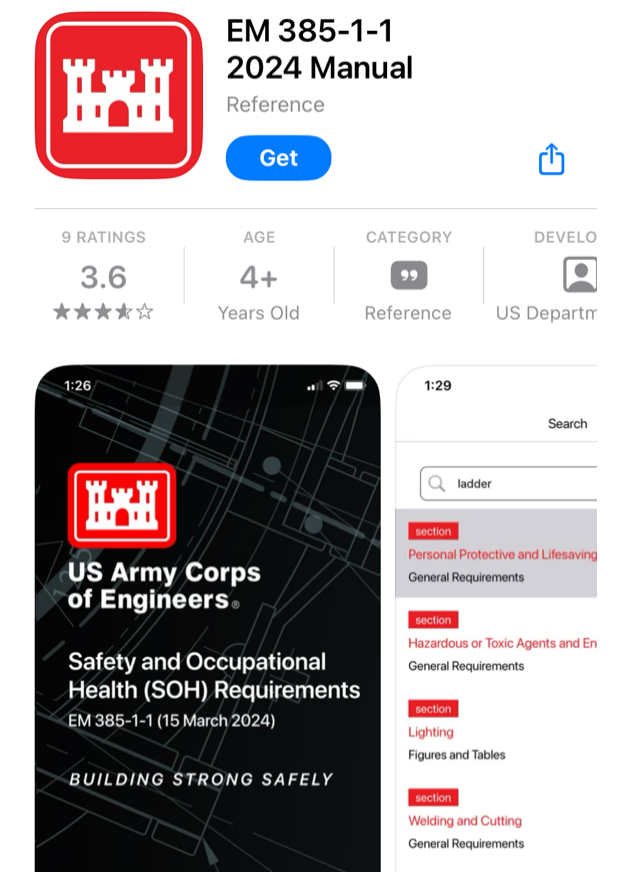 EM 385-1-1
2024 Manual
Reference
Get
9 RATINGS
AGE
CATEGORY
DEVELO
3.6
4+
Years Old
Reference
US Departm
1:26
US Army Corps
of Engineers®
Safety and Occupational
Health (SOH) Requirements
EM 385-1-1 (15 March 2024)
BUILDING STRONG SAFELY
1:29
Search
ladder
section
Personal Protective and Lifesaving
General Requirements
section
Hazardous or Toxic Agents and En
General Requirements
section
Lighting
Figures and Tables
section
Welding and Cutting
General Requirements